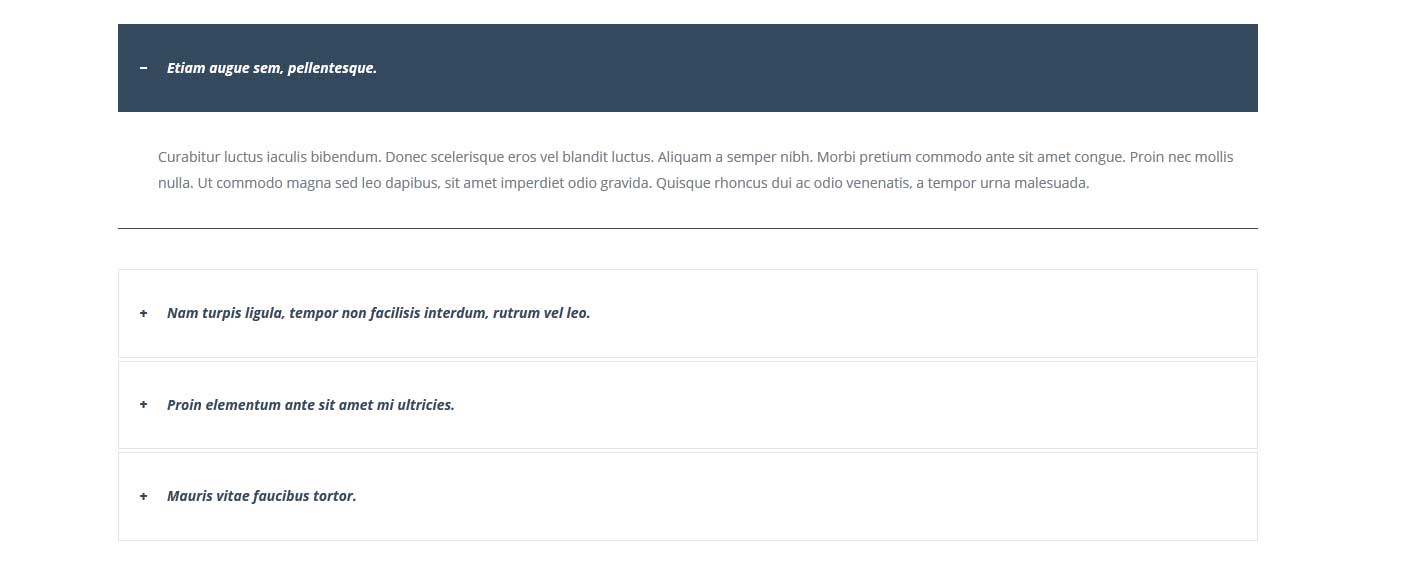 − Etiam augue sem, pellentesque.
Curabitur luctus iaculis bibendum. Donec scelerisque eros vel blandit luctus. Aliquam a semper nibh. Morbi pretium commodo ante sit amet congue. Proin nec mollis
nulla. Ut commodo magna sed leo dapibus, sit amet imperdiet odio gravida. Quisque rhoncus dui ac odio venenatis, a tempor urna malesuada.
+ Nam turpis ligula, tempor non facilisis interdum, rutrum vel leo.
+ Proin elementum ante sit amet mi ultricies.
+ Mauris vitae faucibus tortor.